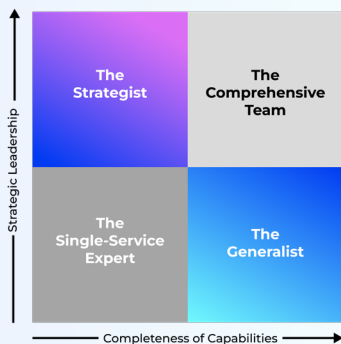 The
Strategist
The
Comprehensive
Team
Strategic Leadership
The
Single-Service
Expert
The
Generalist
Completeness of Capabilities